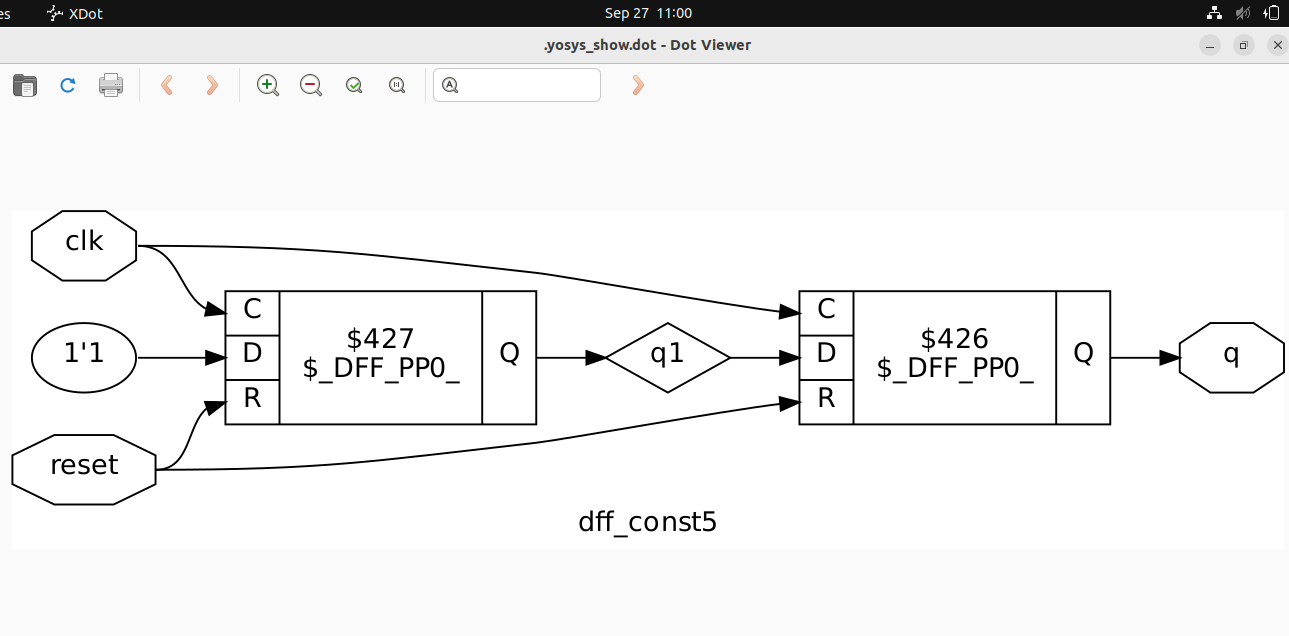 es XDot Sep 27 11:00
.yosys_show.dot - Dot Viewer
clk
1'1
reset
C
D
R
$427
$_DFF_PP0_
Q
q1
C
D
R
$426
$_DFF_PP0_
Q
q
dff_const5